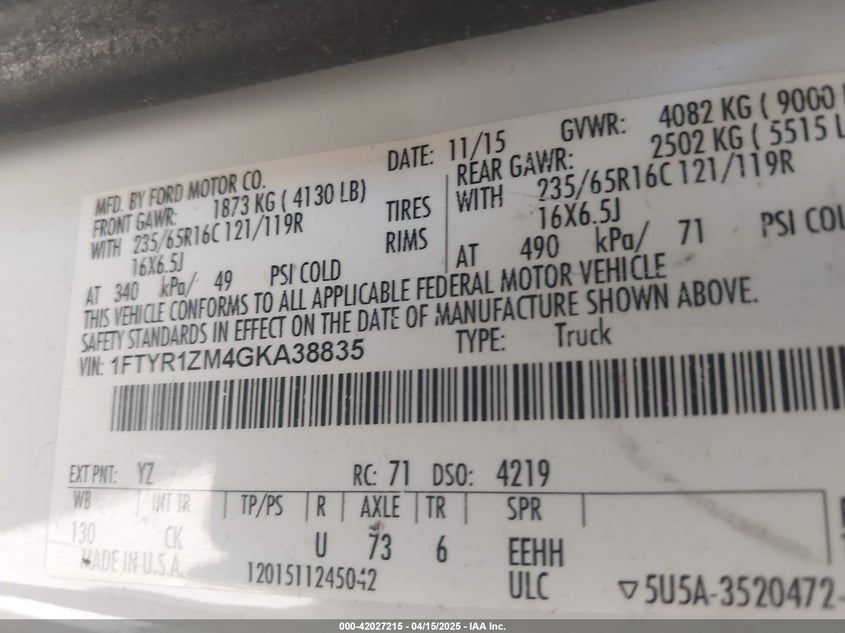 MFD. BY FORD MOTOR CO. DATE: 11/15 GVWR: 4082 KG ( 9000
FRONT GAWR: 1873 KG ( 4130 LB) REAR GAWR: 2502 KG ( 5515 L
WITH 235/65R16C 121/119R TIRES WITH 235/65R16C 121/119R
16X6.5J RIMS 16X6.5J
AT 340 kPa/ 49 PSI COLD AT 490 kPa/ 71 PSI COL
THIS VEHICLE CONFORMS TO ALL APPLICABLE FEDERAL MOTOR VEHICLE
SAFETY STANDARDS IN EFFECT ON THE DATE OF MANUFACTURE SHOWN ABOVE.
VIN: 1FTYR1ZM4GKA38835 TYPE: Truck
EXT PNT: YZ RC: 71 DSO: 4219
WB INT TR TP/PS R AXLE TR SPR
130 CK U 73 6 EEHH
MADE IN U.S.A. 1201511245042 ULC ▽5U5A-3520472-
000-42027215 - 04/15/2025 - IAA Inc.